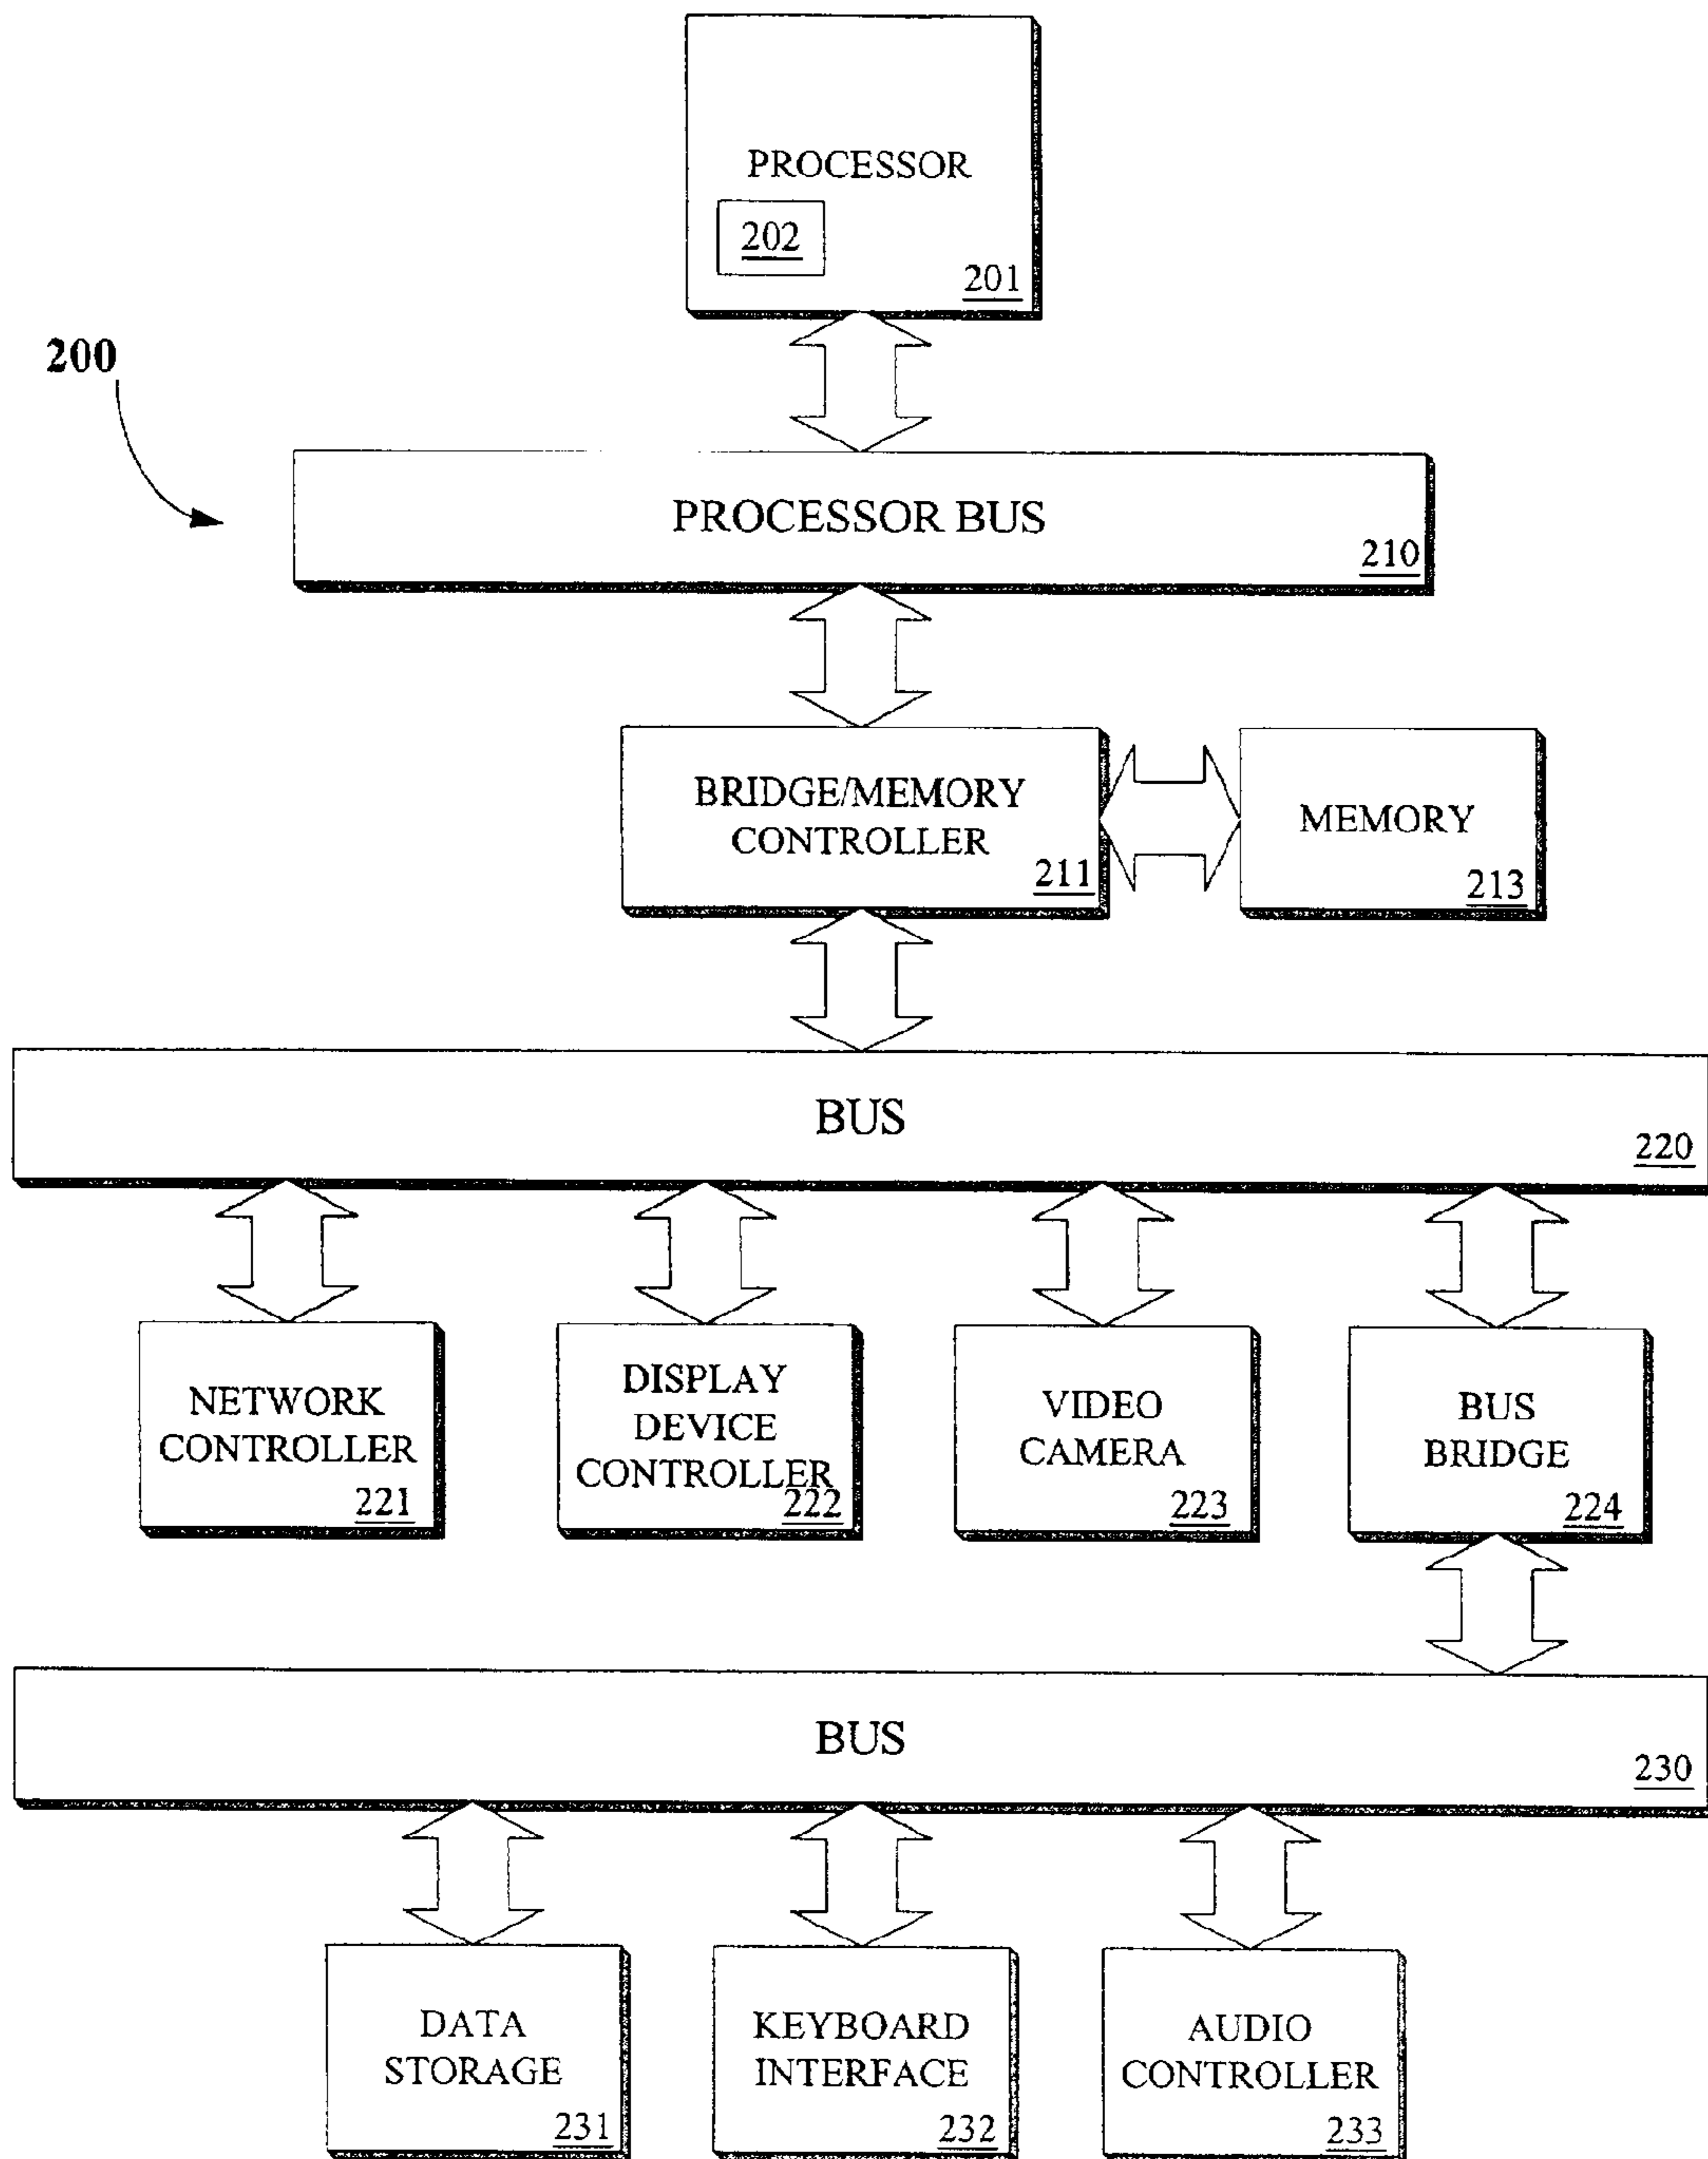 PROCESSOR
202
201
200
PROCESSOR BUS
210
BRIDGE/MEMORY
CONTROLLER
211
MEMORY
213
BUS
220
NETWORK
CONTROLLER
221
DISPLAY
DEVICE
CONTROLLER
222
VIDEO
CAMERA
223
BUS
BRIDGE
224
BUS
230
DATA
STORAGE
231
KEYBOARD
INTERFACE
232
AUDIO
CONTROLLER
233